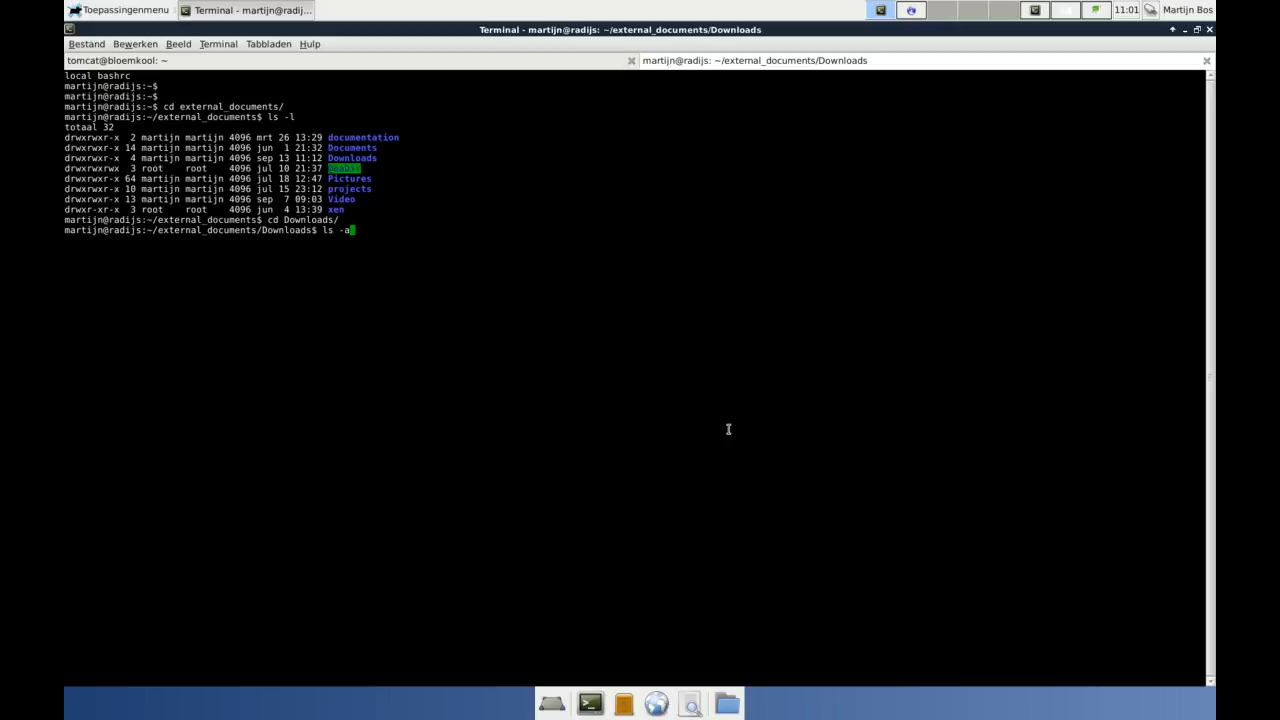 Toepassingenmenu
Terminal - martijn@radij...
11:01
Martijn Bos
Terminal - martijn@radijs: ~/external_documents/Downloads
Bestand Bewerken Beeld Terminal Tabbladen Hulp
tomcat@bloemkool: ~
martijn@radijs: ~/external_documents/Downloads
local bashrc
martijn@radijs:~$
martijn@radijs:~$
martijn@radijs:~$ cd external_documents/
martijn@radijs:~/external_documents$ ls -l
totaal 32
drwxrwxr-x  2 martijn martijn 4096 mrt 26 13:29 documentation
drwxrwxr-x 14 martijn martijn 4096 jun  1 21:32 Documents
drwxrwxr-x  4 martijn martijn 4096 sep 13 11:12 Downloads
drwxrwxrwx  3 root    root    4096 jul 10 21:37 @eaDir
drwxrwxr-x 64 martijn martijn 4096 jul 18 12:47 Pictures
drwxrwxr-x 10 martijn martijn 4096 jul 15 23:12 projects
drwxrwxr-x 13 martijn martijn 4096 sep  7 09:03 Video
drwxr-xr-x  3 root    root    4096 jun  4 13:39 xen
martijn@radijs:~/external_documents$ cd Downloads/
martijn@radijs:~/external_documents/Downloads$ ls -a